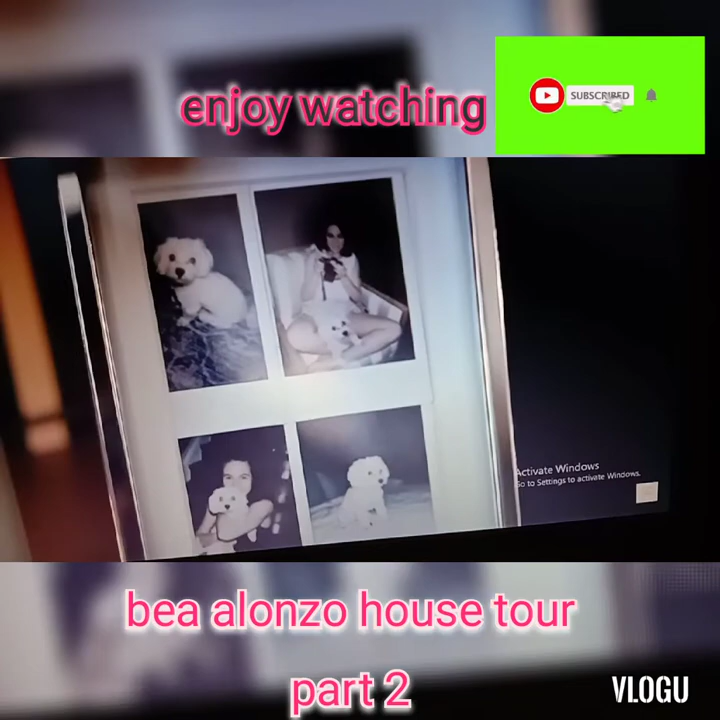 enjoy watching
SUBSCRIBED
Activate Windows
Go to Settings to activate Windows.
bea alonzo house tour
part 2
VLOGU